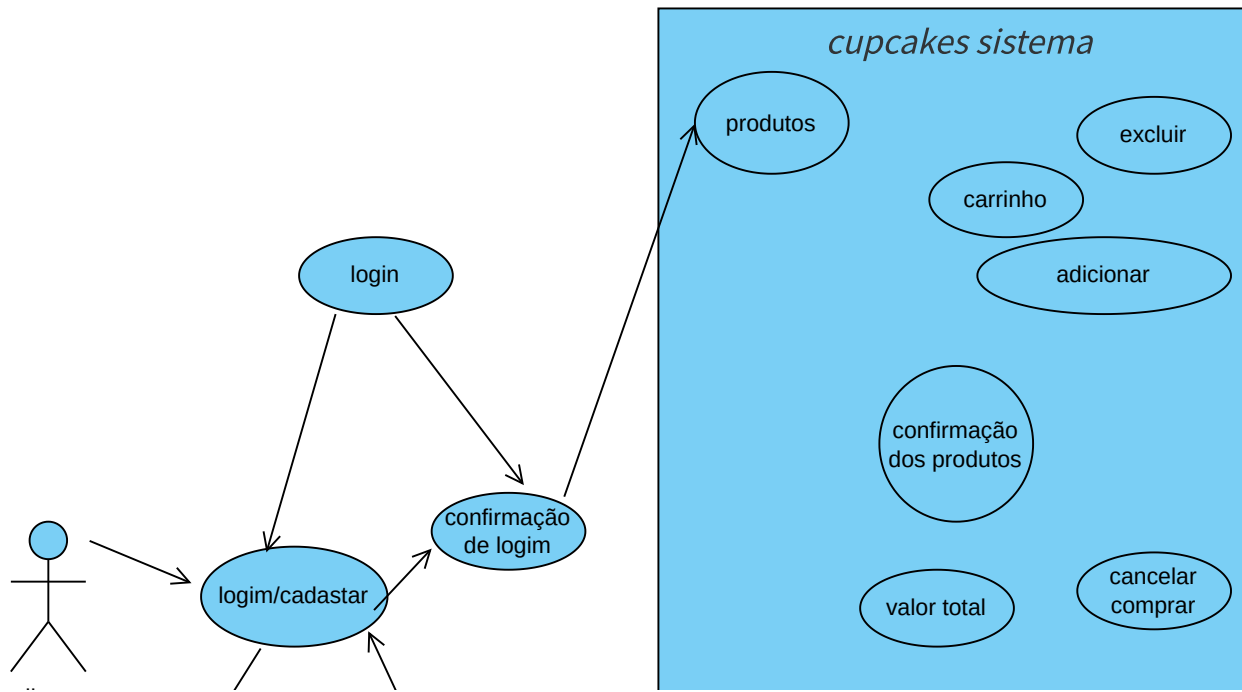 cupcakes sistema
produtos
excluir
carrinho
adicionar
login
confirmação
dos produtos
confirmação
de logim
logim/cadastar
valor total
cancelar
comprar